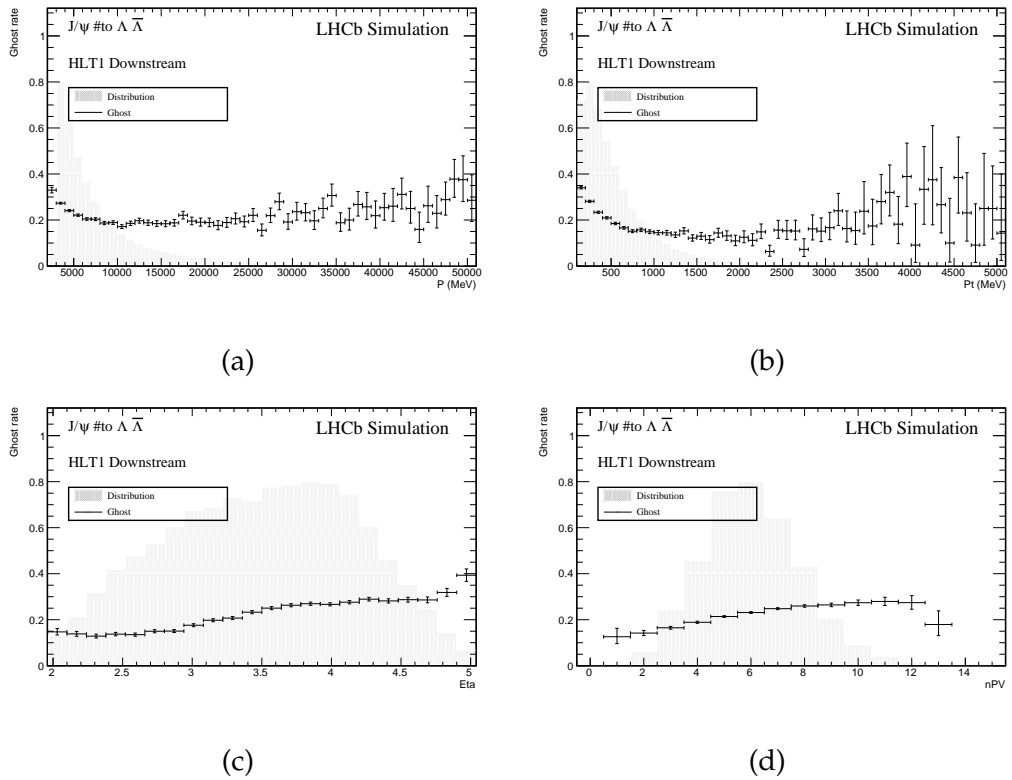 Ghost rate
J/ψ #to Λ Λ̅
LHCb Simulation
HLT1 Downstream
Distribution
Ghost
0
0.2
0.4
0.6
0.8
1
5000 10000 15000 20000 25000 30000 35000 40000 45000 50000
P (MeV)
(a)
Ghost rate
J/ψ #to Λ Λ̅
LHCb Simulation
HLT1 Downstream
Distribution
Ghost
0
0.2
0.4
0.6
0.8
1
500 1000 1500 2000 2500 3000 3500 4000 4500 5000
Pt (MeV)
(b)
Ghost rate
J/ψ #to Λ Λ̅
LHCb Simulation
HLT1 Downstream
Distribution
Ghost
0
0.2
0.4
0.6
0.8
1
2 2.5 3 3.5 4 4.5 5
Eta
(c)
Ghost rate
J/ψ #to Λ Λ̅
LHCb Simulation
HLT1 Downstream
Distribution
Ghost
0
0.2
0.4
0.6
0.8
1
0 2 4 6 8 10 12 14
nPV
(d)